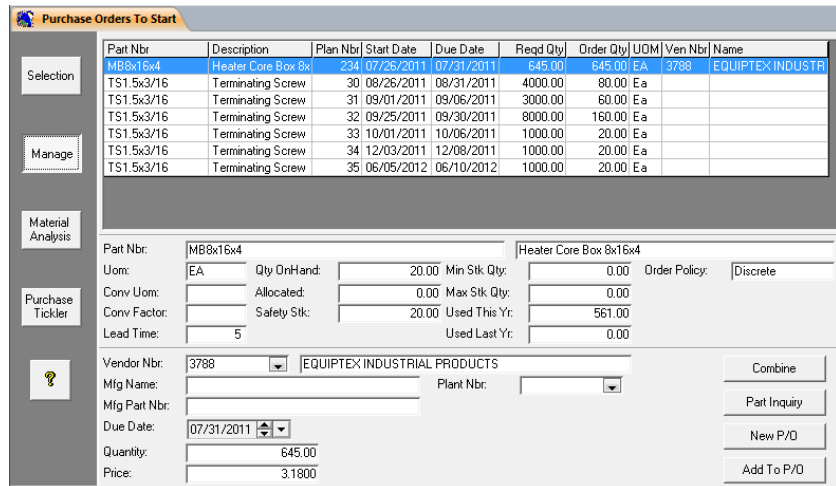 Purchase Orders To Start
Part Nbr Description Plan Nbr Start Date Due Date Reqd Qty Order Qty UOM Ven Nbr Name
MB8x16x4 Heater Core Box 8x 234 07/26/2011 07/31/2011 645.00 645.00 EA 3788 EQUIPTEX INDUSTR
TS1.5x3/16 Terminating Screw 30 08/26/2011 08/31/2011 4000.00 80.00 Ea
TS1.5x3/16 Terminating Screw 31 09/01/2011 09/06/2011 3000.00 60.00 Ea
TS1.5x3/16 Terminating Screw 32 09/25/2011 09/30/2011 8000.00 160.00 Ea
TS1.5x3/16 Terminating Screw 33 10/01/2011 10/06/2011 1000.00 20.00 Ea
TS1.5x3/16 Terminating Screw 34 12/03/2011 12/08/2011 1000.00 20.00 Ea
TS1.5x3/16 Terminating Screw 35 06/05/2012 06/10/2012 1000.00 20.00 Ea
Selection
Manage
Material
Analysis
Purchase
Tickler
?
Part Nbr: MB8x16x4 Heater Core Box 8x16x4
Uom: EA Qty OnHand: 20.00 Min Stk Qty: 0.00 Order Policy: Discrete
Conv Uom: Allocated: 0.00 Max Stk Qty: 0.00
Conv Factor: Safety Stk: 20.00 Used This Yr: 561.00
Lead Time: 5 Used Last Yr: 0.00
Vendor Nbr: 3788 EQUIPTEX INDUSTRIAL PRODUCTS
Mfg Name: Plant Nbr:
Mfg Part Nbr:
Due Date: 07/31/2011
Quantity: 645.00
Price: 3.1800
Combine
Part Inquiry
New P/O
Add To P/O